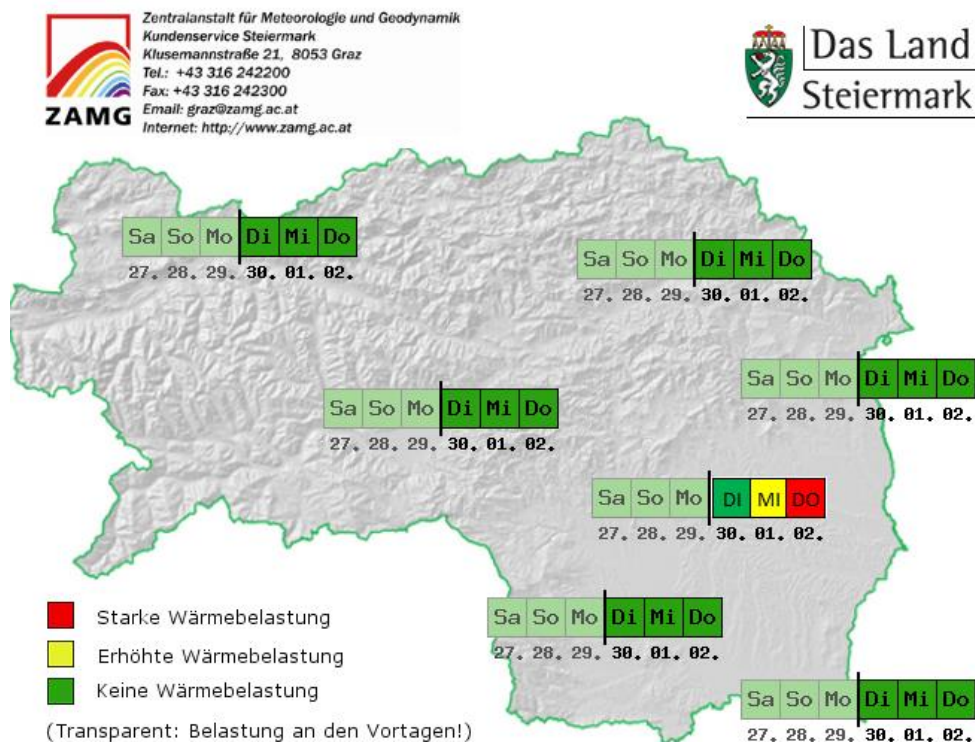 Zentralanstalt für Meteorologie und Geodynamik
Kundenservice Steiermark
Klusemannstraße 21, 8053 Graz
Tel.: +43 316 242200
Fax: +43 316 242300
Email: graz@zamg.ac.at
Internet: http://www.zamg.ac.at
ZAMG
Das Land
Steiermark
Sa So Mo Di Mi Do
27. 28. 29. 30. 01. 02.
Sa So Mo Di Mi Do
27. 28. 29. 30. 01. 02.
Sa So Mo Di Mi Do
27. 28. 29. 30. 01. 02.
Sa So Mo Di Mi Do
27. 28. 29. 30. 01. 02.
Sa So Mo DI MI DO
27. 28. 29. 30. 01. 02.
Sa So Mo Di Mi Do
27. 28. 29. 30. 01. 02.
Sa So Mo Di Mi Do
27. 28. 29. 30. 01. 02.
Starke Wärmebelastung
Erhöhte Wärmebelastung
Keine Wärmebelastung
(Transparent: Belastung an den Vortagen!)